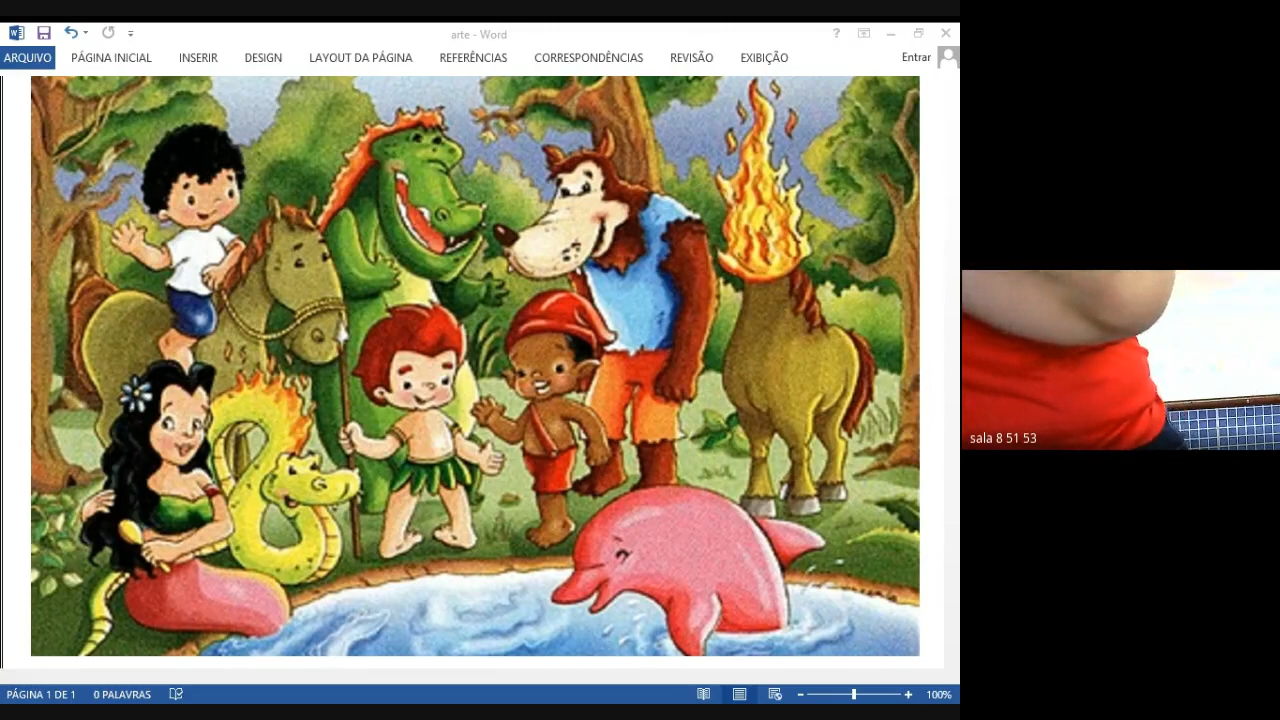 arte - Word
ARQUIVO PÁGINA INICIAL INSERIR DESIGN LAYOUT DA PÁGINA REFERÊNCIAS CORRESPONDÊNCIAS REVISÃO EXIBIÇÃO Entrar
sala 8 51 53
PÁGINA 1 DE 1 0 PALAVRAS 100%